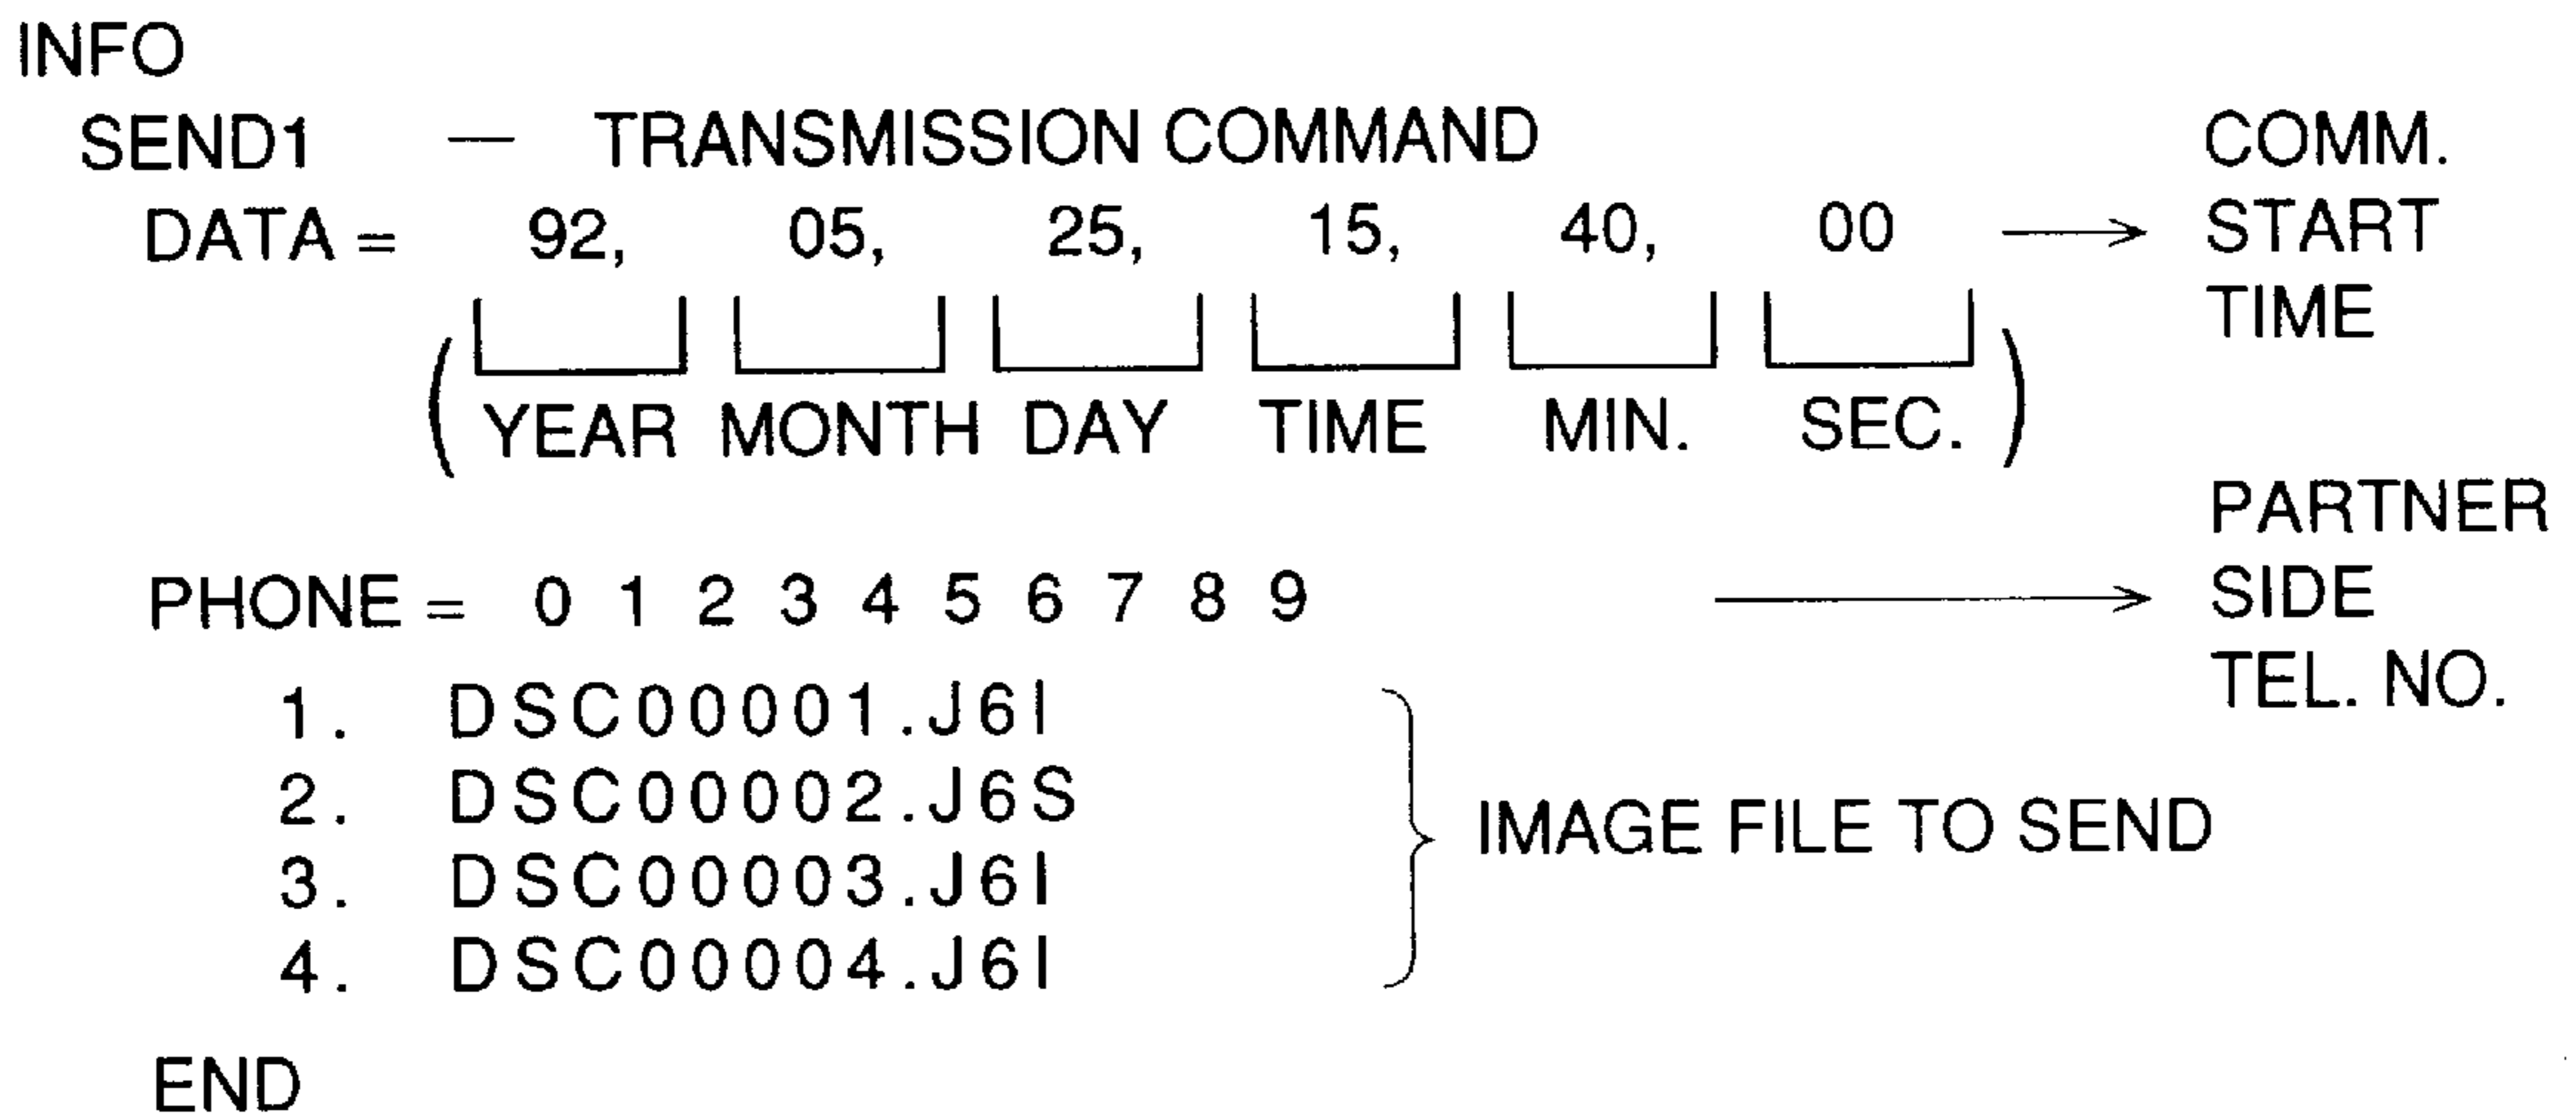 INFO
SEND1 — TRANSMISSION COMMAND
DATA = 92, 05, 25, 15, 40, 00 → COMM. START TIME
( YEAR MONTH DAY TIME MIN. SEC. )
PHONE = 0 1 2 3 4 5 6 7 8 9 → PARTNER SIDE TEL. NO.
1. DSC00001.J6I
2. DSC00002.J6S
3. DSC00003.J6I
4. DSC00004.J6I
IMAGE FILE TO SEND
END